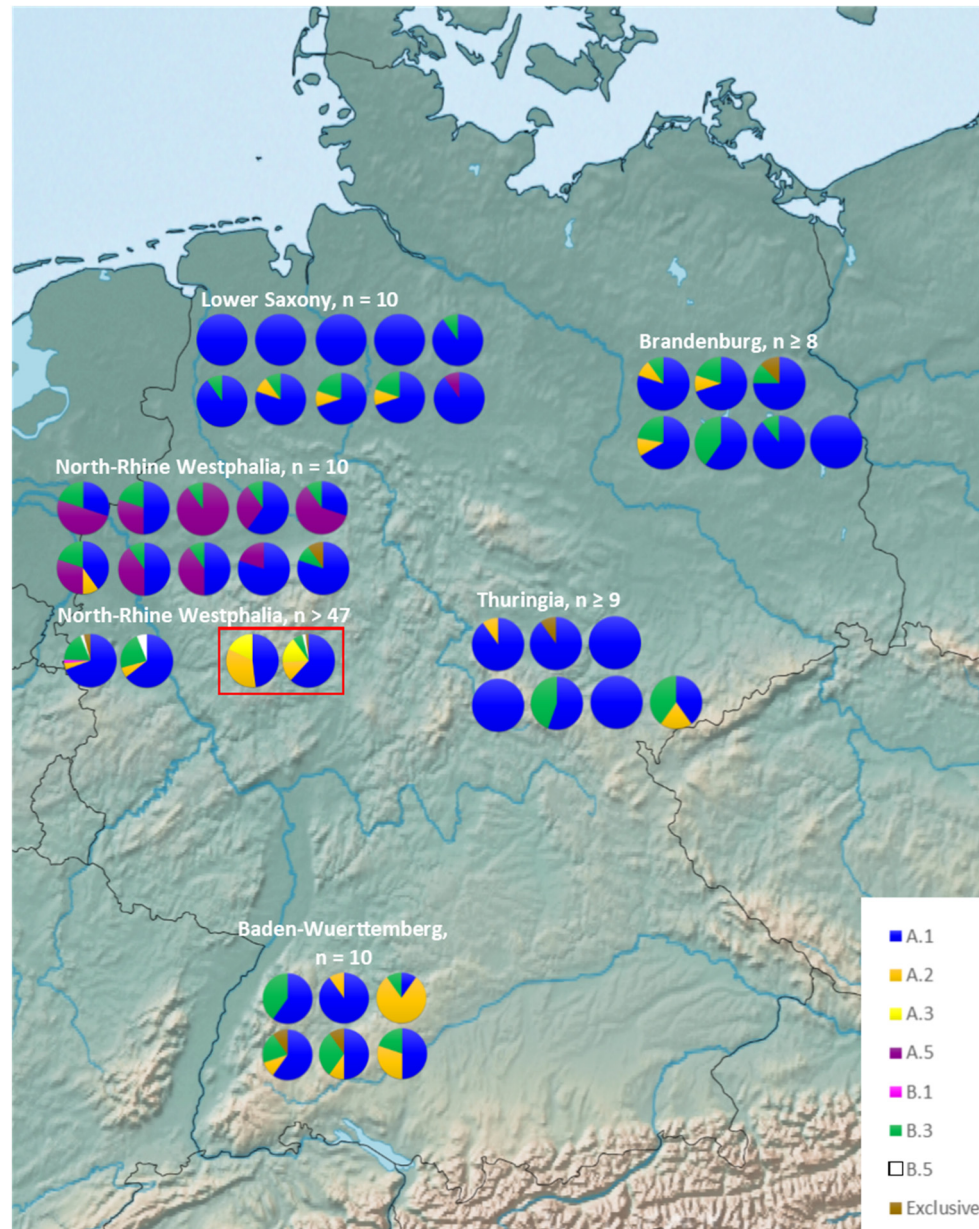 Lower Saxony, n = 10
Brandenburg, n ≥ 8
North-Rhine Westphalia, n = 10
North-Rhine Westphalia, n > 47
Thuringia, n ≥ 9
Baden-Wuerttemberg,
n = 10
A.1
A.2
A.3
A.5
B.1
B.3
B.5
Exclusive